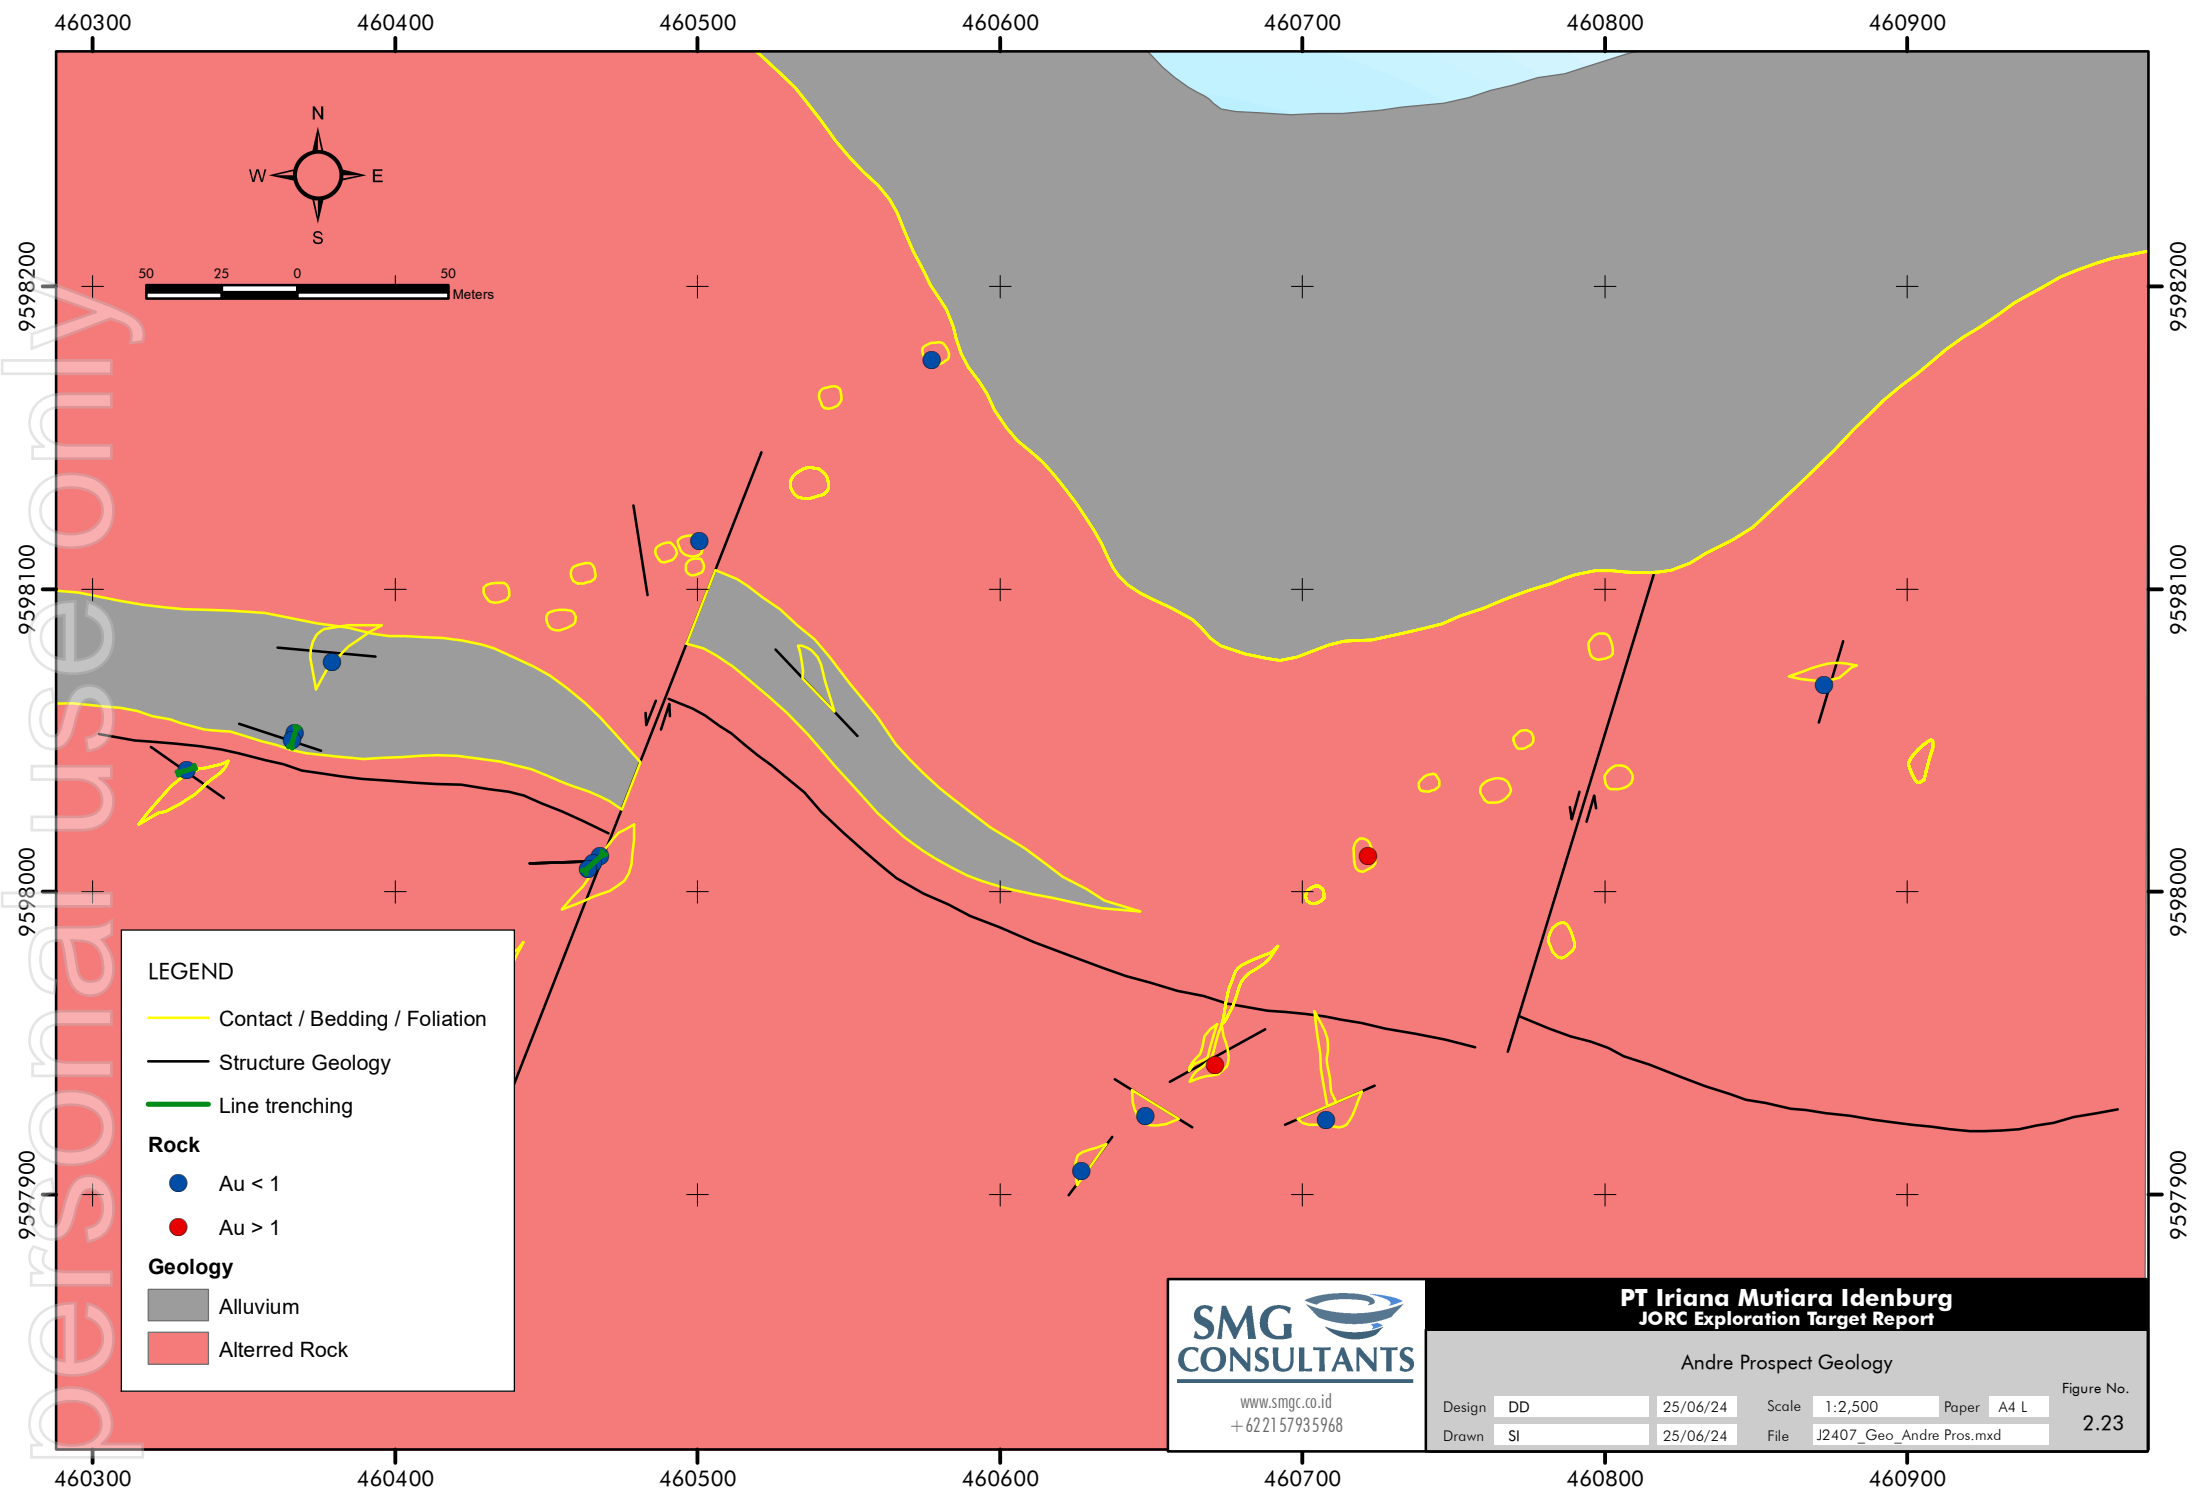 460300 460400 460500 460600 460700 460800 460900
N
W E
S
50 25 0 50
Meters
9598200 9598200
9598100 9598100
9598000 9598000
9597900 9597900
personal use only
LEGEND
Contact / Bedding / Foliation
Structure Geology
Line trenching
Rock
Au < 1
Au > 1
Geology
Alluvium
Alterred Rock
SMG
CONSULTANTS
www.smgc.co.id
+622157935968
PT Iriana Mutiara Idenburg
JORC Exploration Target Report
Andre Prospect Geology
Figure No.
2.23
Design DD 25/06/24 Scale 1:2,500 Paper A4 L
Drawn SI 25/06/24 File J2407_Geo_Andre Pros.mxd
460300 460400 460500 460600 460700 460800 460900